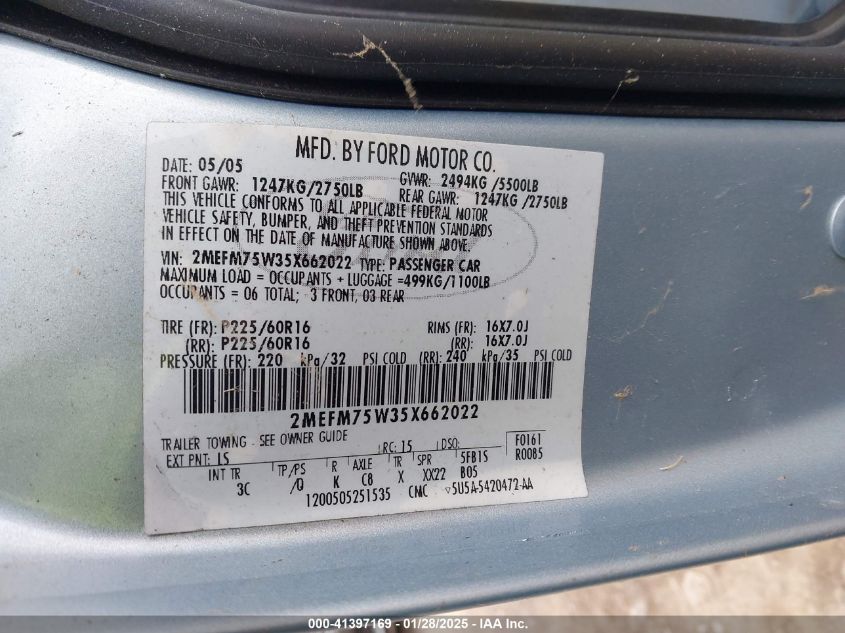 MFD. BY FORD MOTOR CO.
DATE: 05/05 GVWR: 2494KG /5500LB
FRONT GAWR: 1247KG/2750LB REAR GAWR: 1247KG /2750LB
THIS VEHICLE CONFORMS TO ALL APPLICABLE FEDERAL MOTOR
VEHICLE SAFETY, BUMPER, AND THEFT PREVENTION STANDARDS
IN EFFECT ON THE DATE OF MANUFACTURE SHOWN ABOVE.
VIN: 2MEFM75W35X662022 TYPE: PASSENGER CAR
MAXIMUM LOAD = OCCUPANTS + LUGGAGE =499KG/1100LB
OCCUPANTS = 06 TOTAL; 3 FRONT, 03 REAR
TIRE (FR): P225/60R16 RIMS (FR): 16X7.0J
(RR): P225/60R16 (RR): 16X7.0J
PRESSURE (FR): 220 kPa/32 PSI COLD (RR): 240 kPa/35 PSI COLD
2MEFM75W35X662022
TRAILER TOWING - SEE OWNER GUIDE
EXT PNT: LS RC: 15 DSO: F0161
R0085
INT TR TP/PS R AXLE TR SPR 5FB1S
3C /O K C8 X XX22 B05
1200505251535 CMC 5U5A-5420472-AA
000-41397169 | 01/28/2025 - IAA Inc.